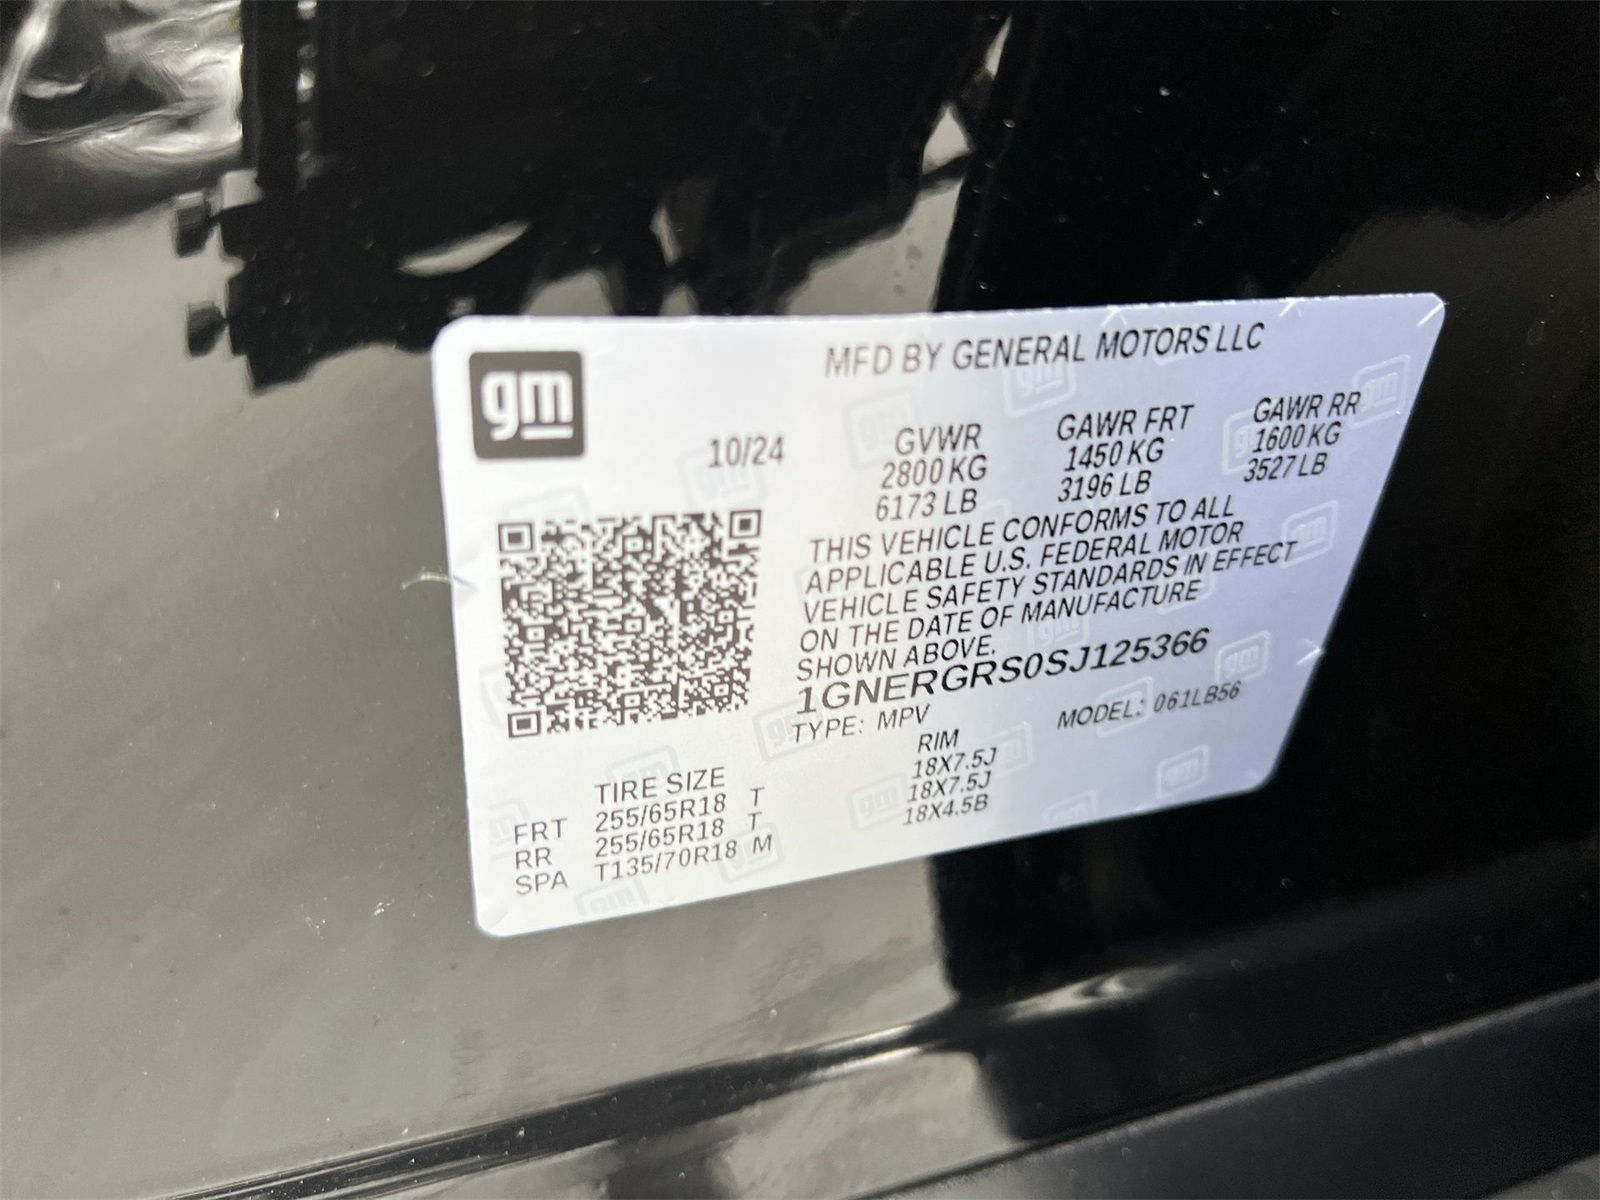 gm
MFD BY GENERAL MOTORS LLC
10/24
GVWR GAWR FRT GAWR RR
2800 KG 1450 KG 1600 KG
6173 LB 3196 LB 3527 LB
THIS VEHICLE CONFORMS TO ALL
APPLICABLE U.S. FEDERAL MOTOR
VEHICLE SAFETY STANDARDS IN EFFECT
ON THE DATE OF MANUFACTURE
SHOWN ABOVE.
1GNERGRS0SJ125366
TYPE: MPV MODEL: 061LB56
TIRE SIZE RIM
FRT 255/65R18 T 18X7.5J
RR 255/65R18 T 18X7.5J
SPA T135/70R18 M 18X4.5B